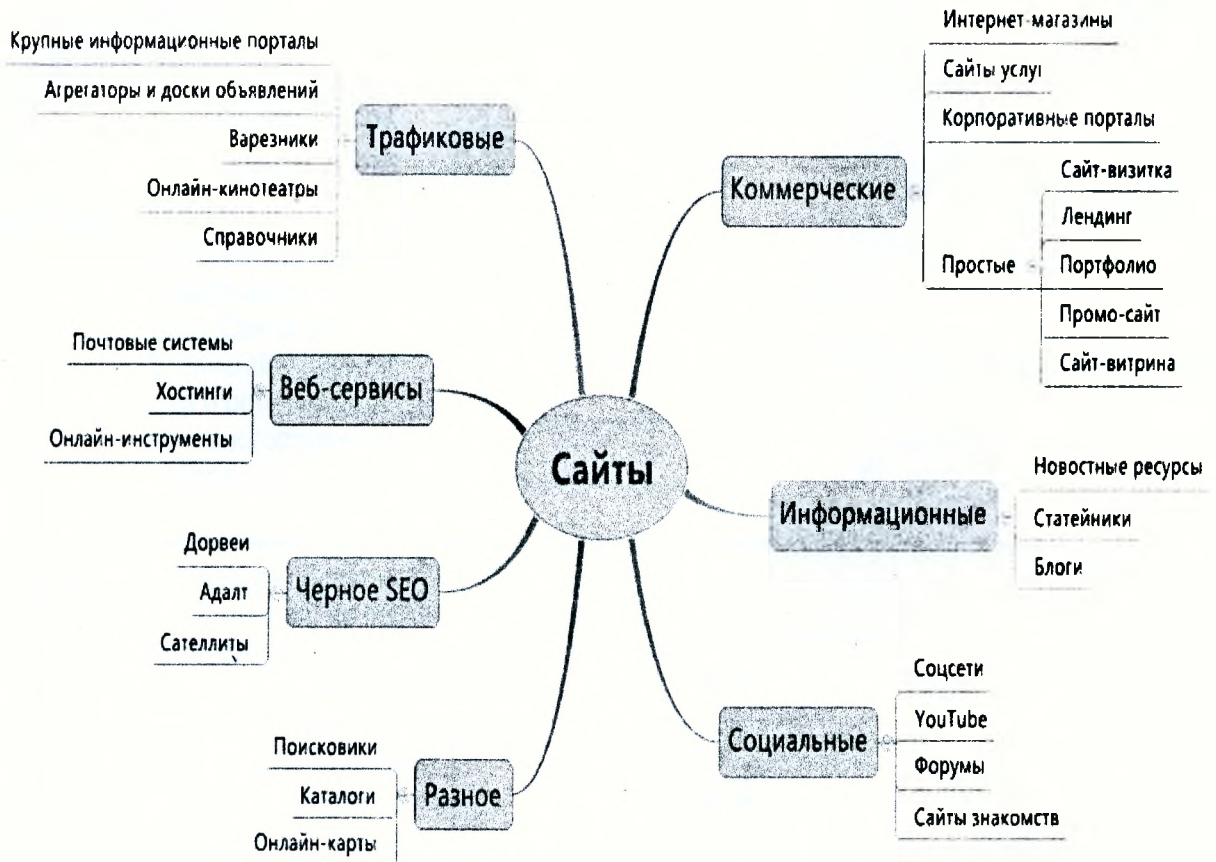 Крупные информационные порталы
Агрегаторы и доски объявлений
Варезники
Онлайн-кинотеатры
Справочники
Трафиковые
Почтовые системы
Хостинги
Онлайн-инструменты
Веб-сервисы
Дорвеи
Адалт
Сателлиты
Черное SEO
Поисковики
Каталоги
Онлайн-карты
Разное
Сайты
Коммерческие
Интернет-магазины
Сайты услуг
Корпоративные порталы
Простые
Сайт-визитка
Лендинг
Портфолио
Промо-сайт
Сайт-витрина
Информационные
Новостные ресурсы
Статейники
Блоги
Социальные
Соцсети
YouTube
Форумы
Сайты знакомств